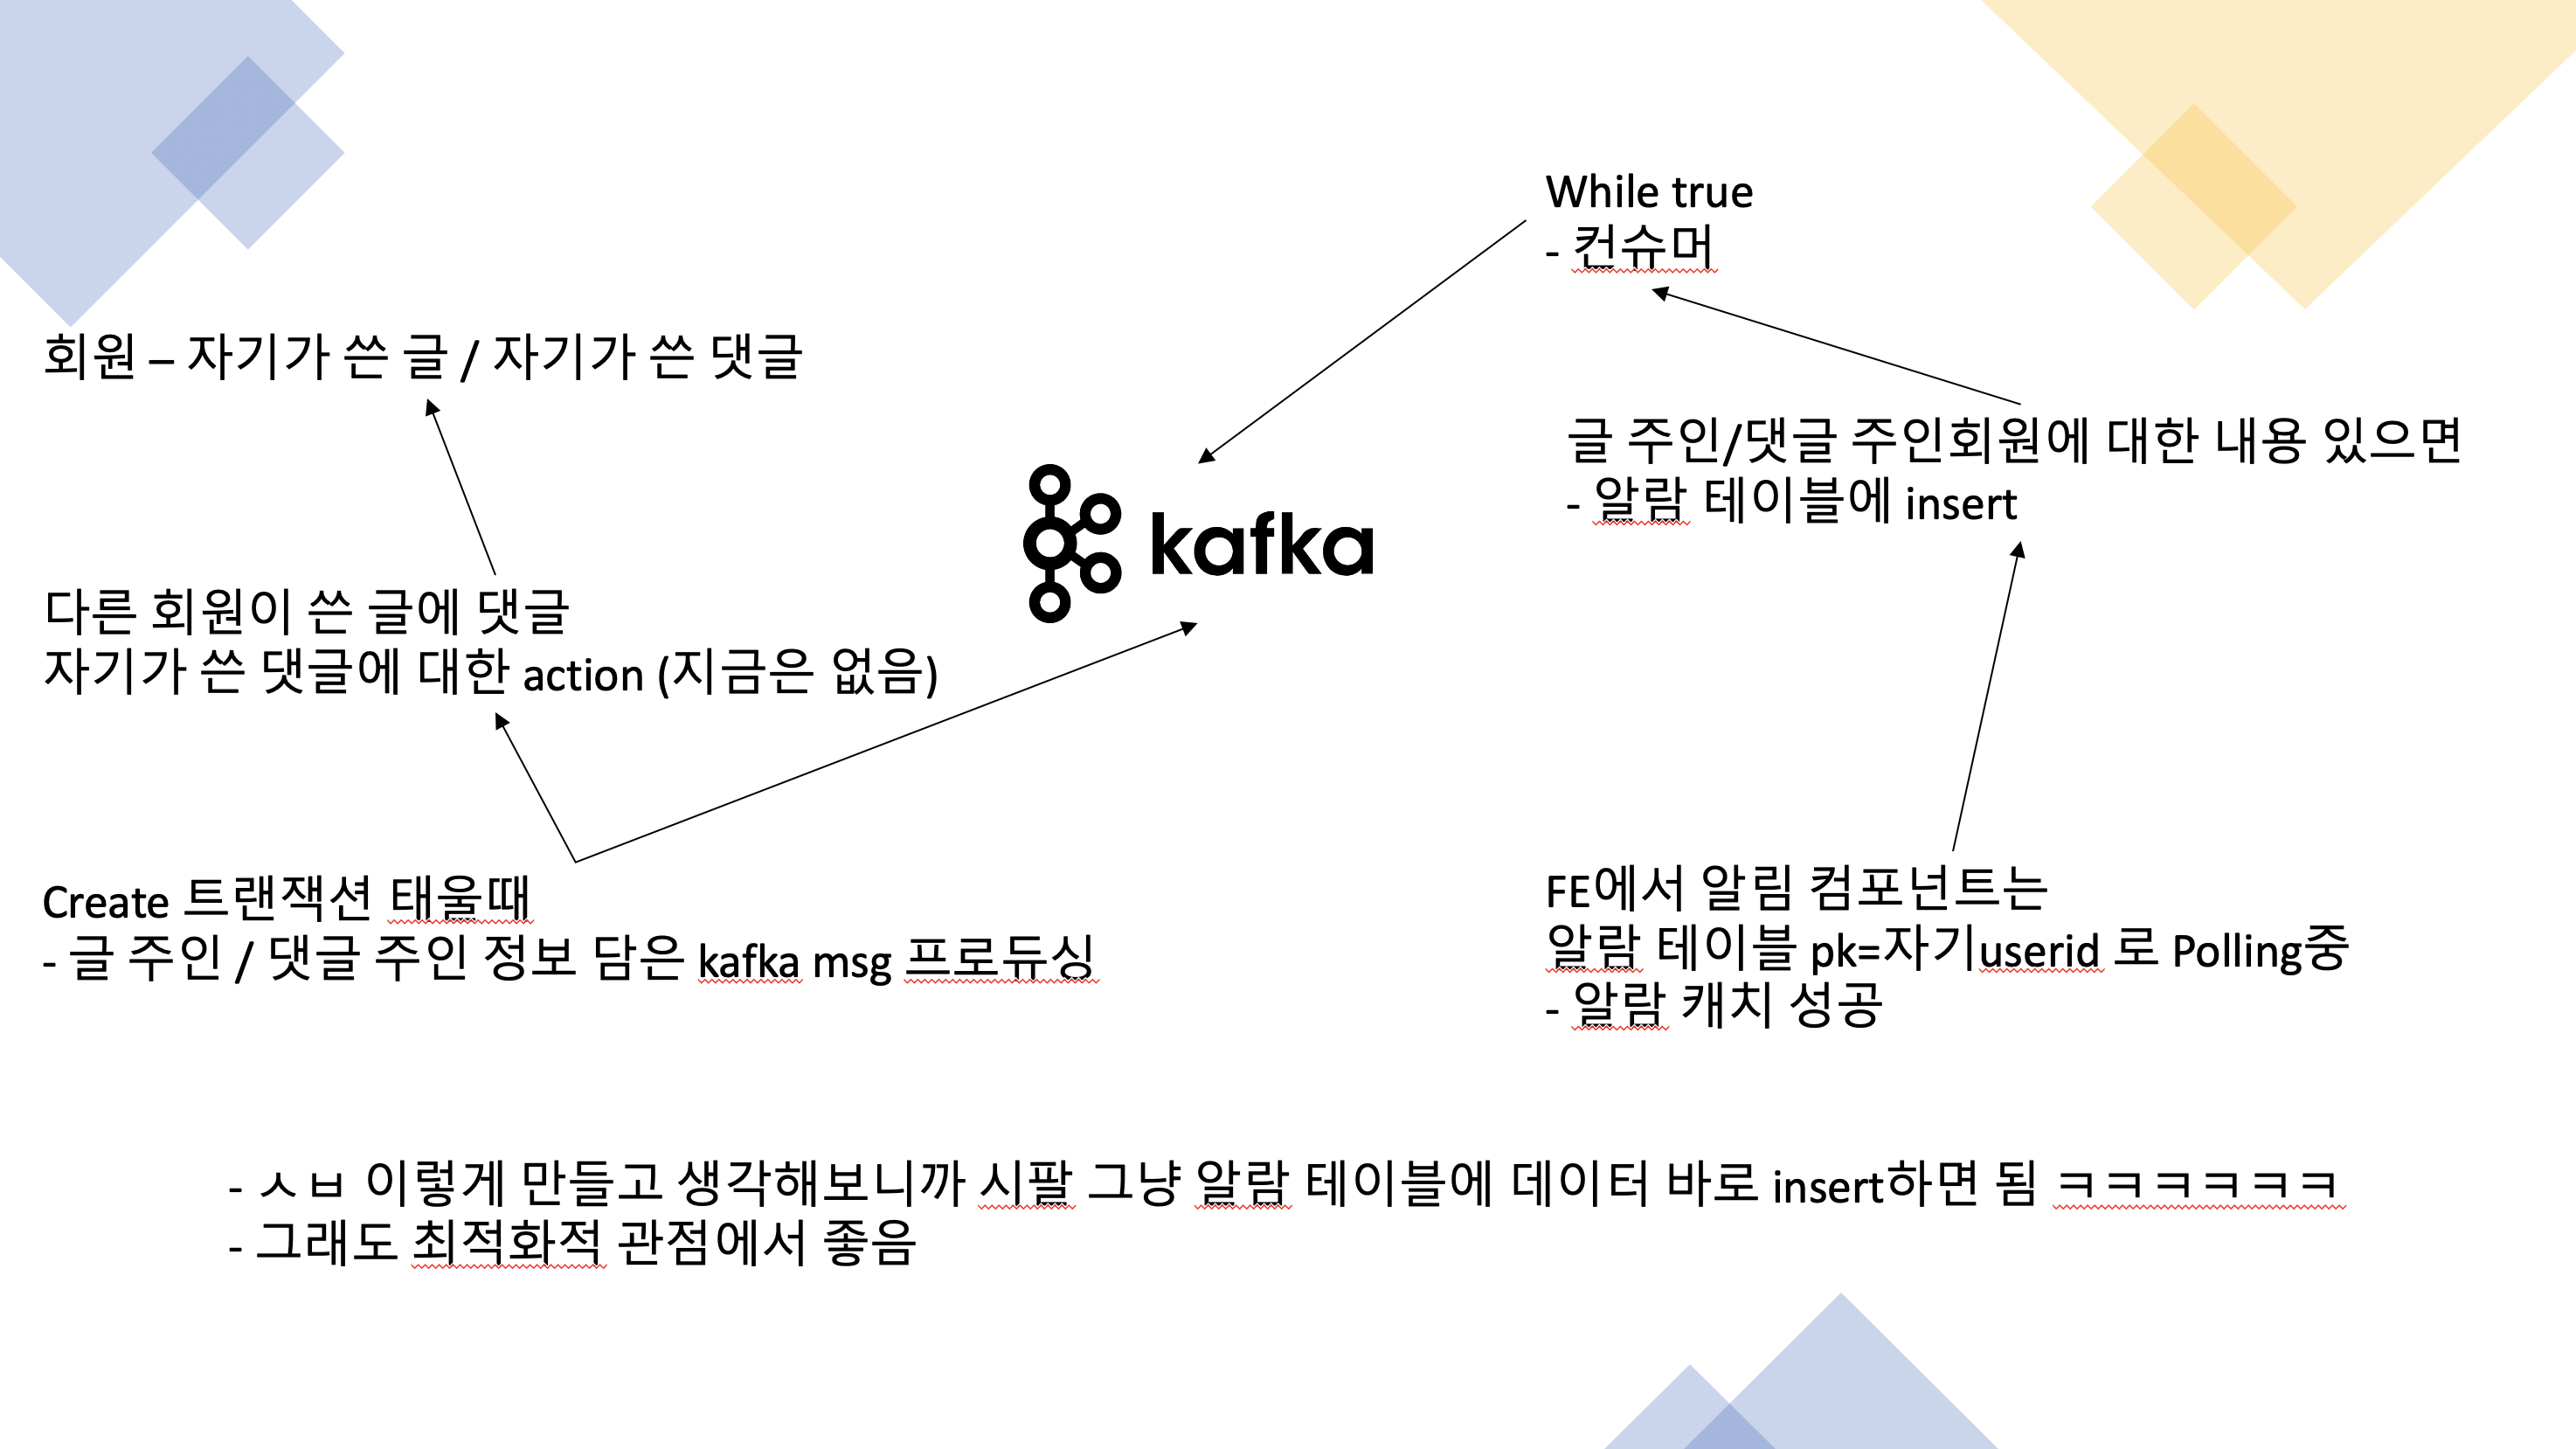 회원 – 자기가 쓴 글 / 자기가 쓴 댓글
다른 회원이 쓴 글에 댓글
자기가 쓴 댓글에 대한 action (지금은 없음)
Create 트랜잭션 태울때
- 글 주인 / 댓글 주인 정보 담은 kafka msg 프로듀싱
kafka
While true
- 컨슈머
글 주인/댓글 주인회원에 대한 내용 있으면
- 알람 테이블에 insert
FE에서 알림 컴포넌트는
알람 테이블 pk=자기userid 로 Polling중
- 알람 캐치 성공
- ㅅㅂ 이렇게 만들고 생각해보니까 시팔 그냥 알람 테이블에 데이터 바로 insert하면 됨 ㅋㅋㅋㅋㅋㅋ
- 그래도 최적화적 관점에서 좋음